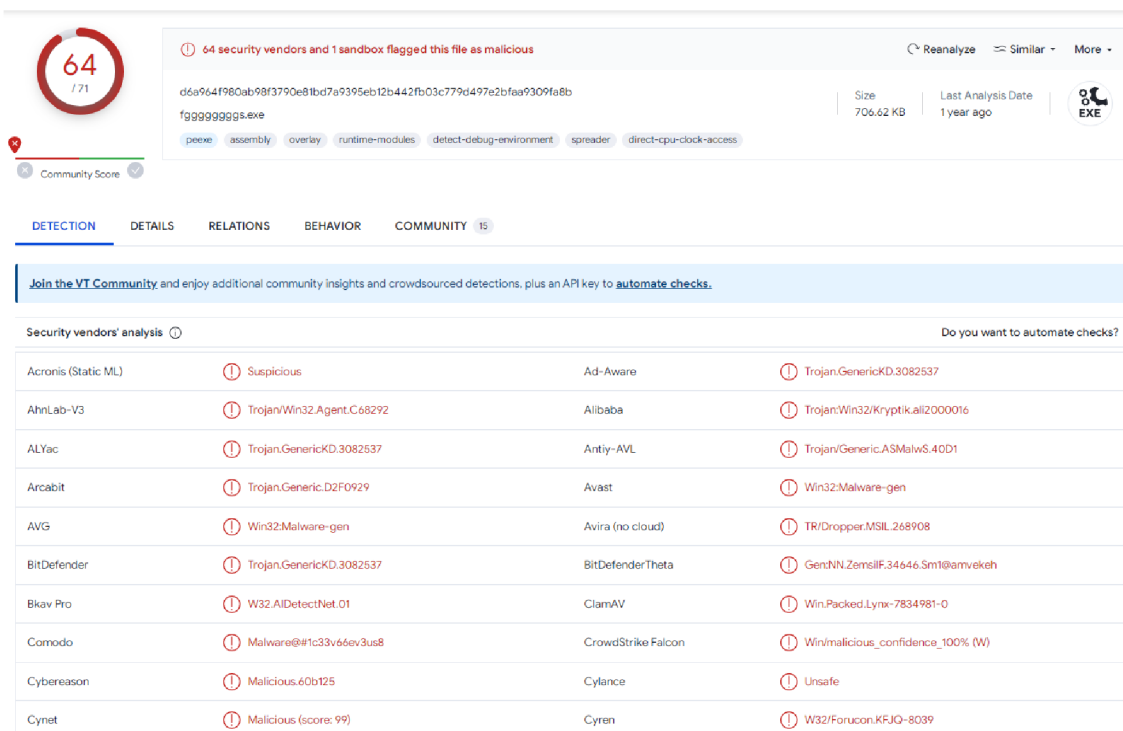 64
/ 71
64 security vendors and 1 sandbox flagged this file as malicious
Reanalyze Similar More
d6a964f980ab98f3790e81bd7a9395eb12b442fb03c779d497e2bfaa9309fa8b
fggggggggs.exe
Size
706.62 KB
Last Analysis Date
1 year ago
EXE
peexe assembly overlay runtime-modules detect-debug-environment spreader direct-cpu-clock-access
Community Score
DETECTION DETAILS RELATIONS BEHAVIOR COMMUNITY 15
Join the VT Community and enjoy additional community insights and crowdsourced detections, plus an API key to automate checks.
Security vendors' analysis Do you want to automate checks?
Acronis (Static ML) Suspicious Ad-Aware Trojan.GenericKD.3082537
AhnLab-V3 Trojan/Win32.Agent.C68292 Alibaba Trojan:Win32/Kryptik.ali2000016
ALYac Trojan.GenericKD.3082537 Antiy-AVL Trojan/Generic.ASMalwS.40D1
Arcabit Trojan.Generic.D2F0929 Avast Win32:Malware-gen
AVG Win32:Malware-gen Avira (no cloud) TR/Dropper.MSIL.268908
BitDefender Trojan.GenericKD.3082537 BitDefenderTheta Gen:NN.ZemsilF.34646.Sm1@amvekeh
Bkav Pro W32.AIDetectNet.01 ClamAV Win.Packed.Lynx-7834981-0
Comodo Malware@#1c33v66ev3us8 CrowdStrike Falcon Win/malicious_confidence_100% (W)
Cybereason Malicious.60b125 Cylance Unsafe
Cynet Malicious (score: 99) Cyren W32/Forucon.KFJQ-8039